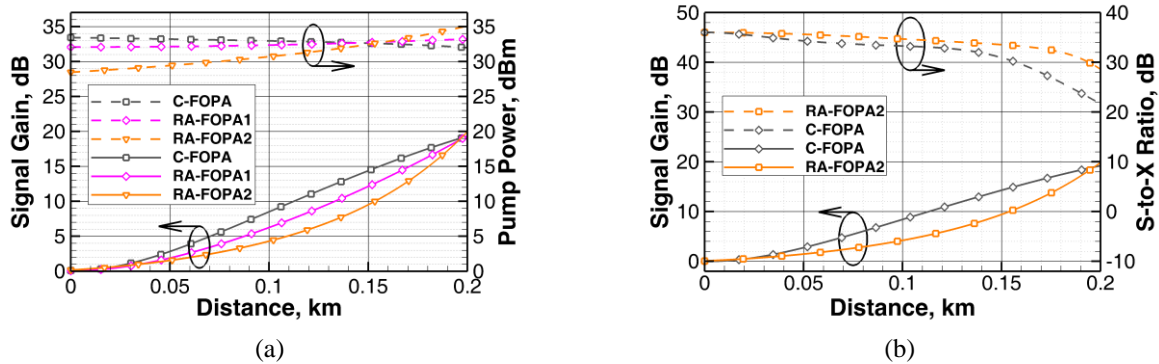 Signal Gain, dB
35
30
25
20
15
10
5
0
C-FOPA
RA-FOPA1
RA-FOPA2
C-FOPA
RA-FOPA1
RA-FOPA2
35
30
25
20
15
10
5
0
Pump Power, dBm
0 0.05 0.1 0.15 0.2
Distance, km
(a)
Signal Gain, dB
50
40
30
20
10
0
RA-FOPA2
C-FOPA
C-FOPA
RA-FOPA2
40
30
20
10
0
-10
S-to-X Ratio, dB
0 0.05 0.1 0.15 0.2
Distance, km
(b)